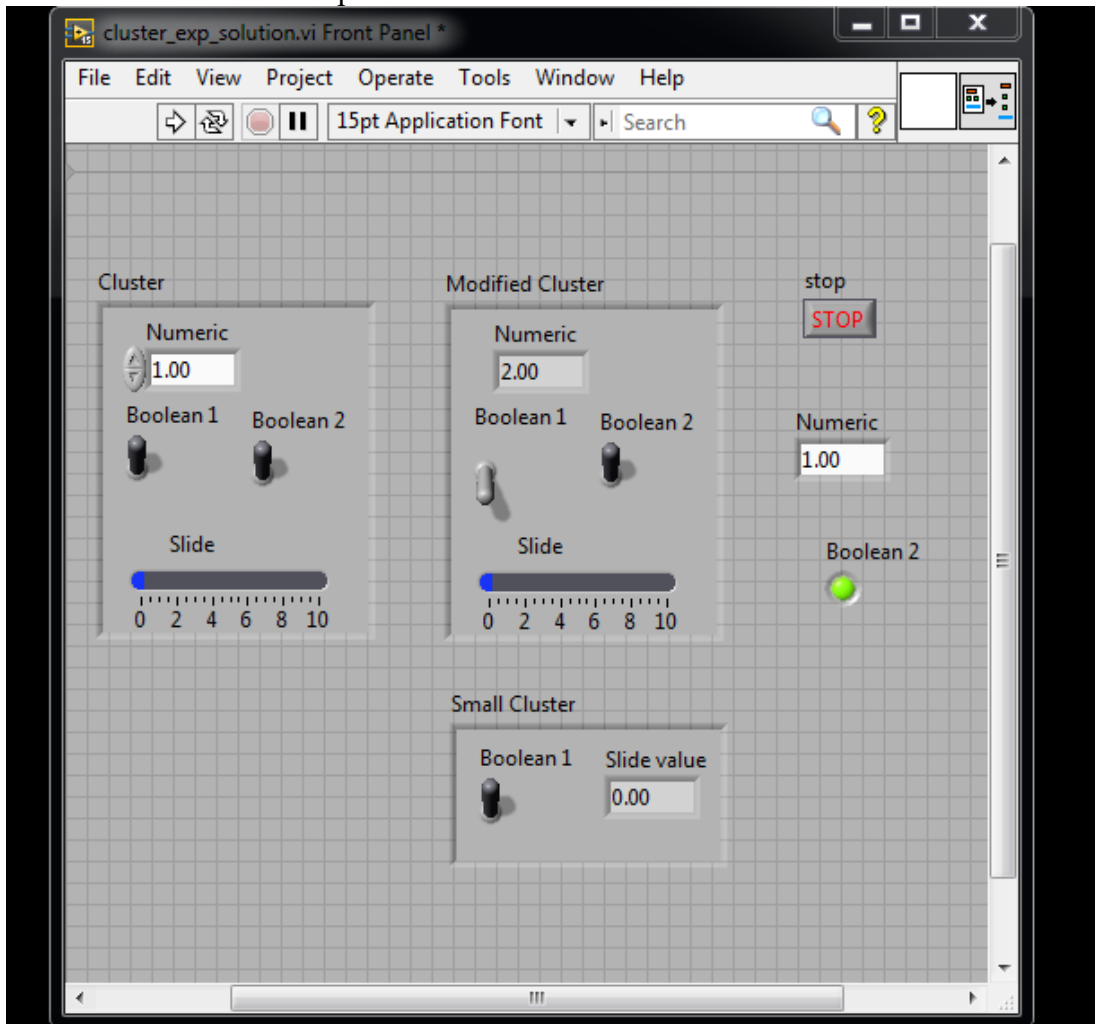 cluster_exp_solution.vi Front Panel *
File Edit View Project Operate Tools Window Help
15pt Application Font Search ?
Cluster
Numeric
1.00
Boolean 1 Boolean 2
Slide
0 2 4 6 8 10
Modified Cluster
Numeric
2.00
Boolean 1 Boolean 2
Slide
0 2 4 6 8 10
stop
STOP
Numeric
1.00
Boolean 2
Small Cluster
Boolean 1 Slide value
0.00